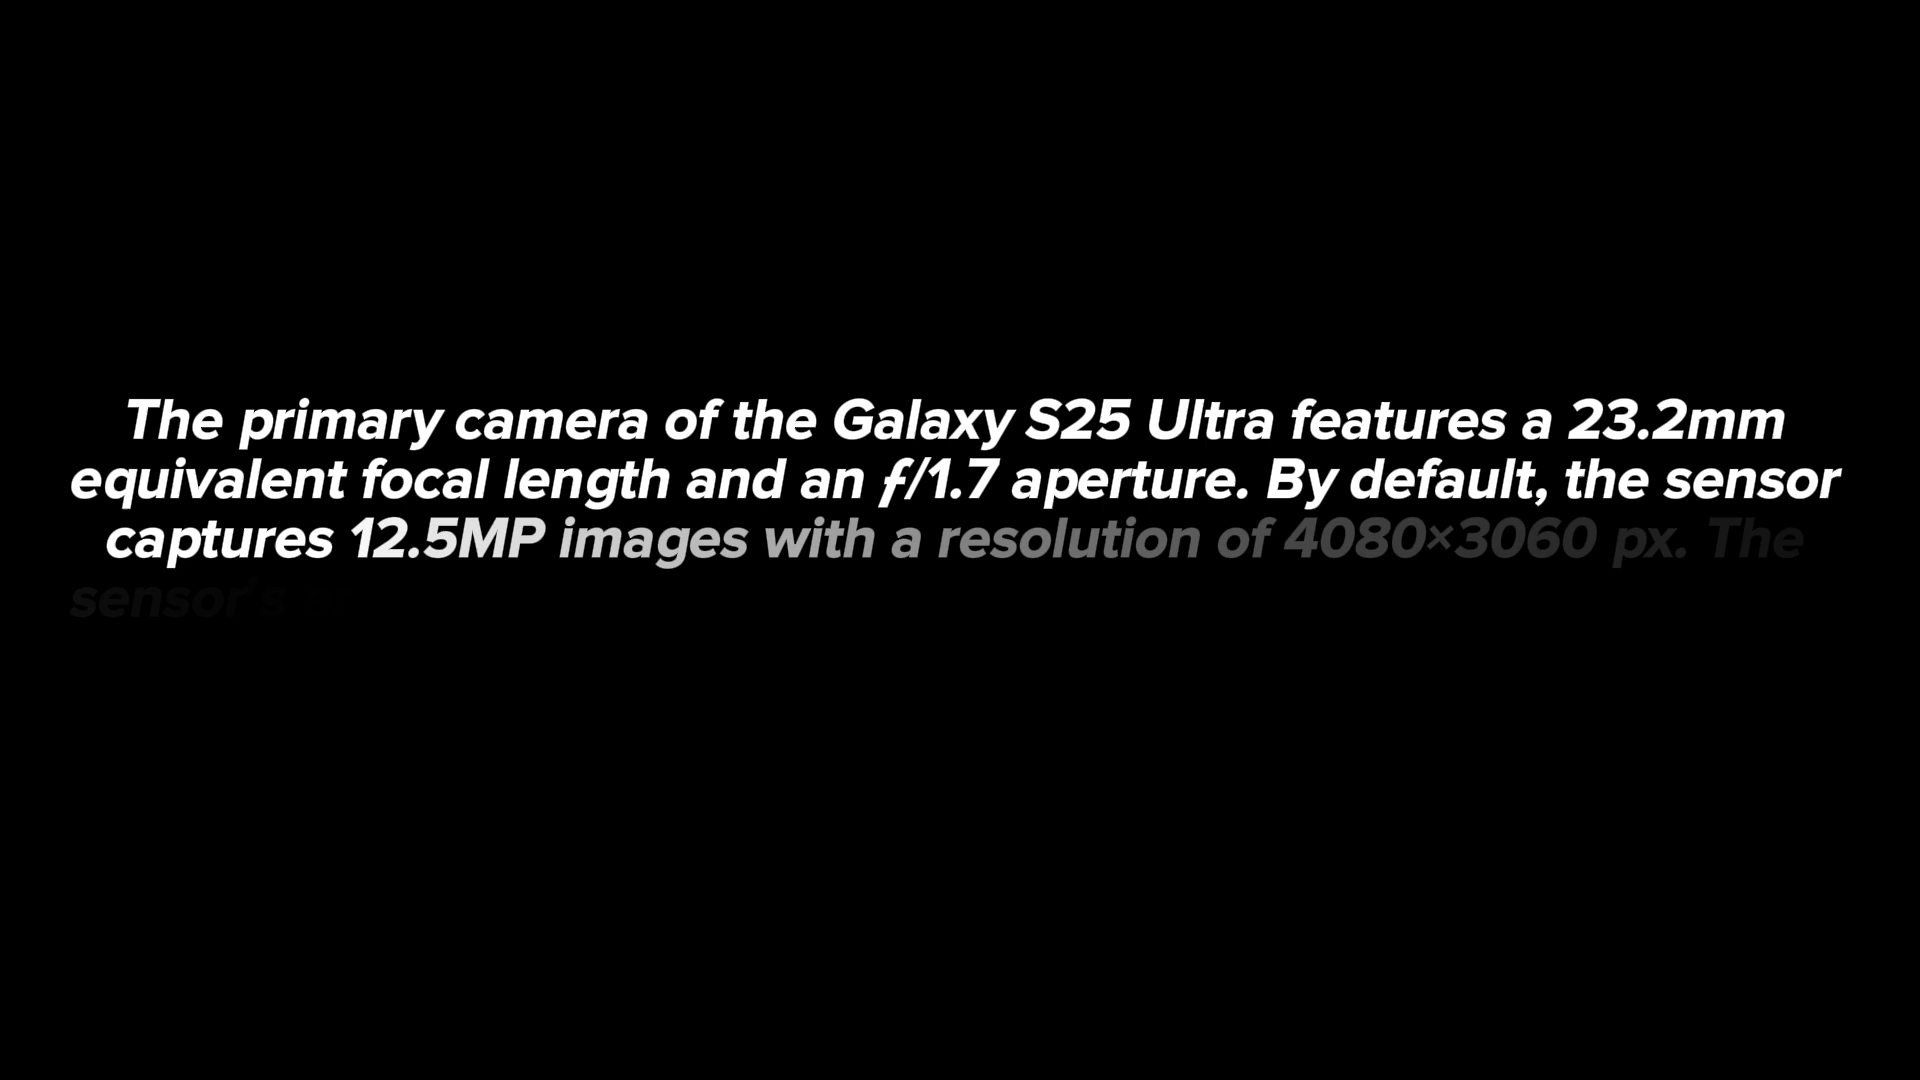 The primary camera of the Galaxy S25 Ultra features a 23.2mm
equivalent focal length and an ƒ/1.7 aperture. By default, the sensor
captures 12.5MP images with a resolution of 4080×3060 px. The
sensor's